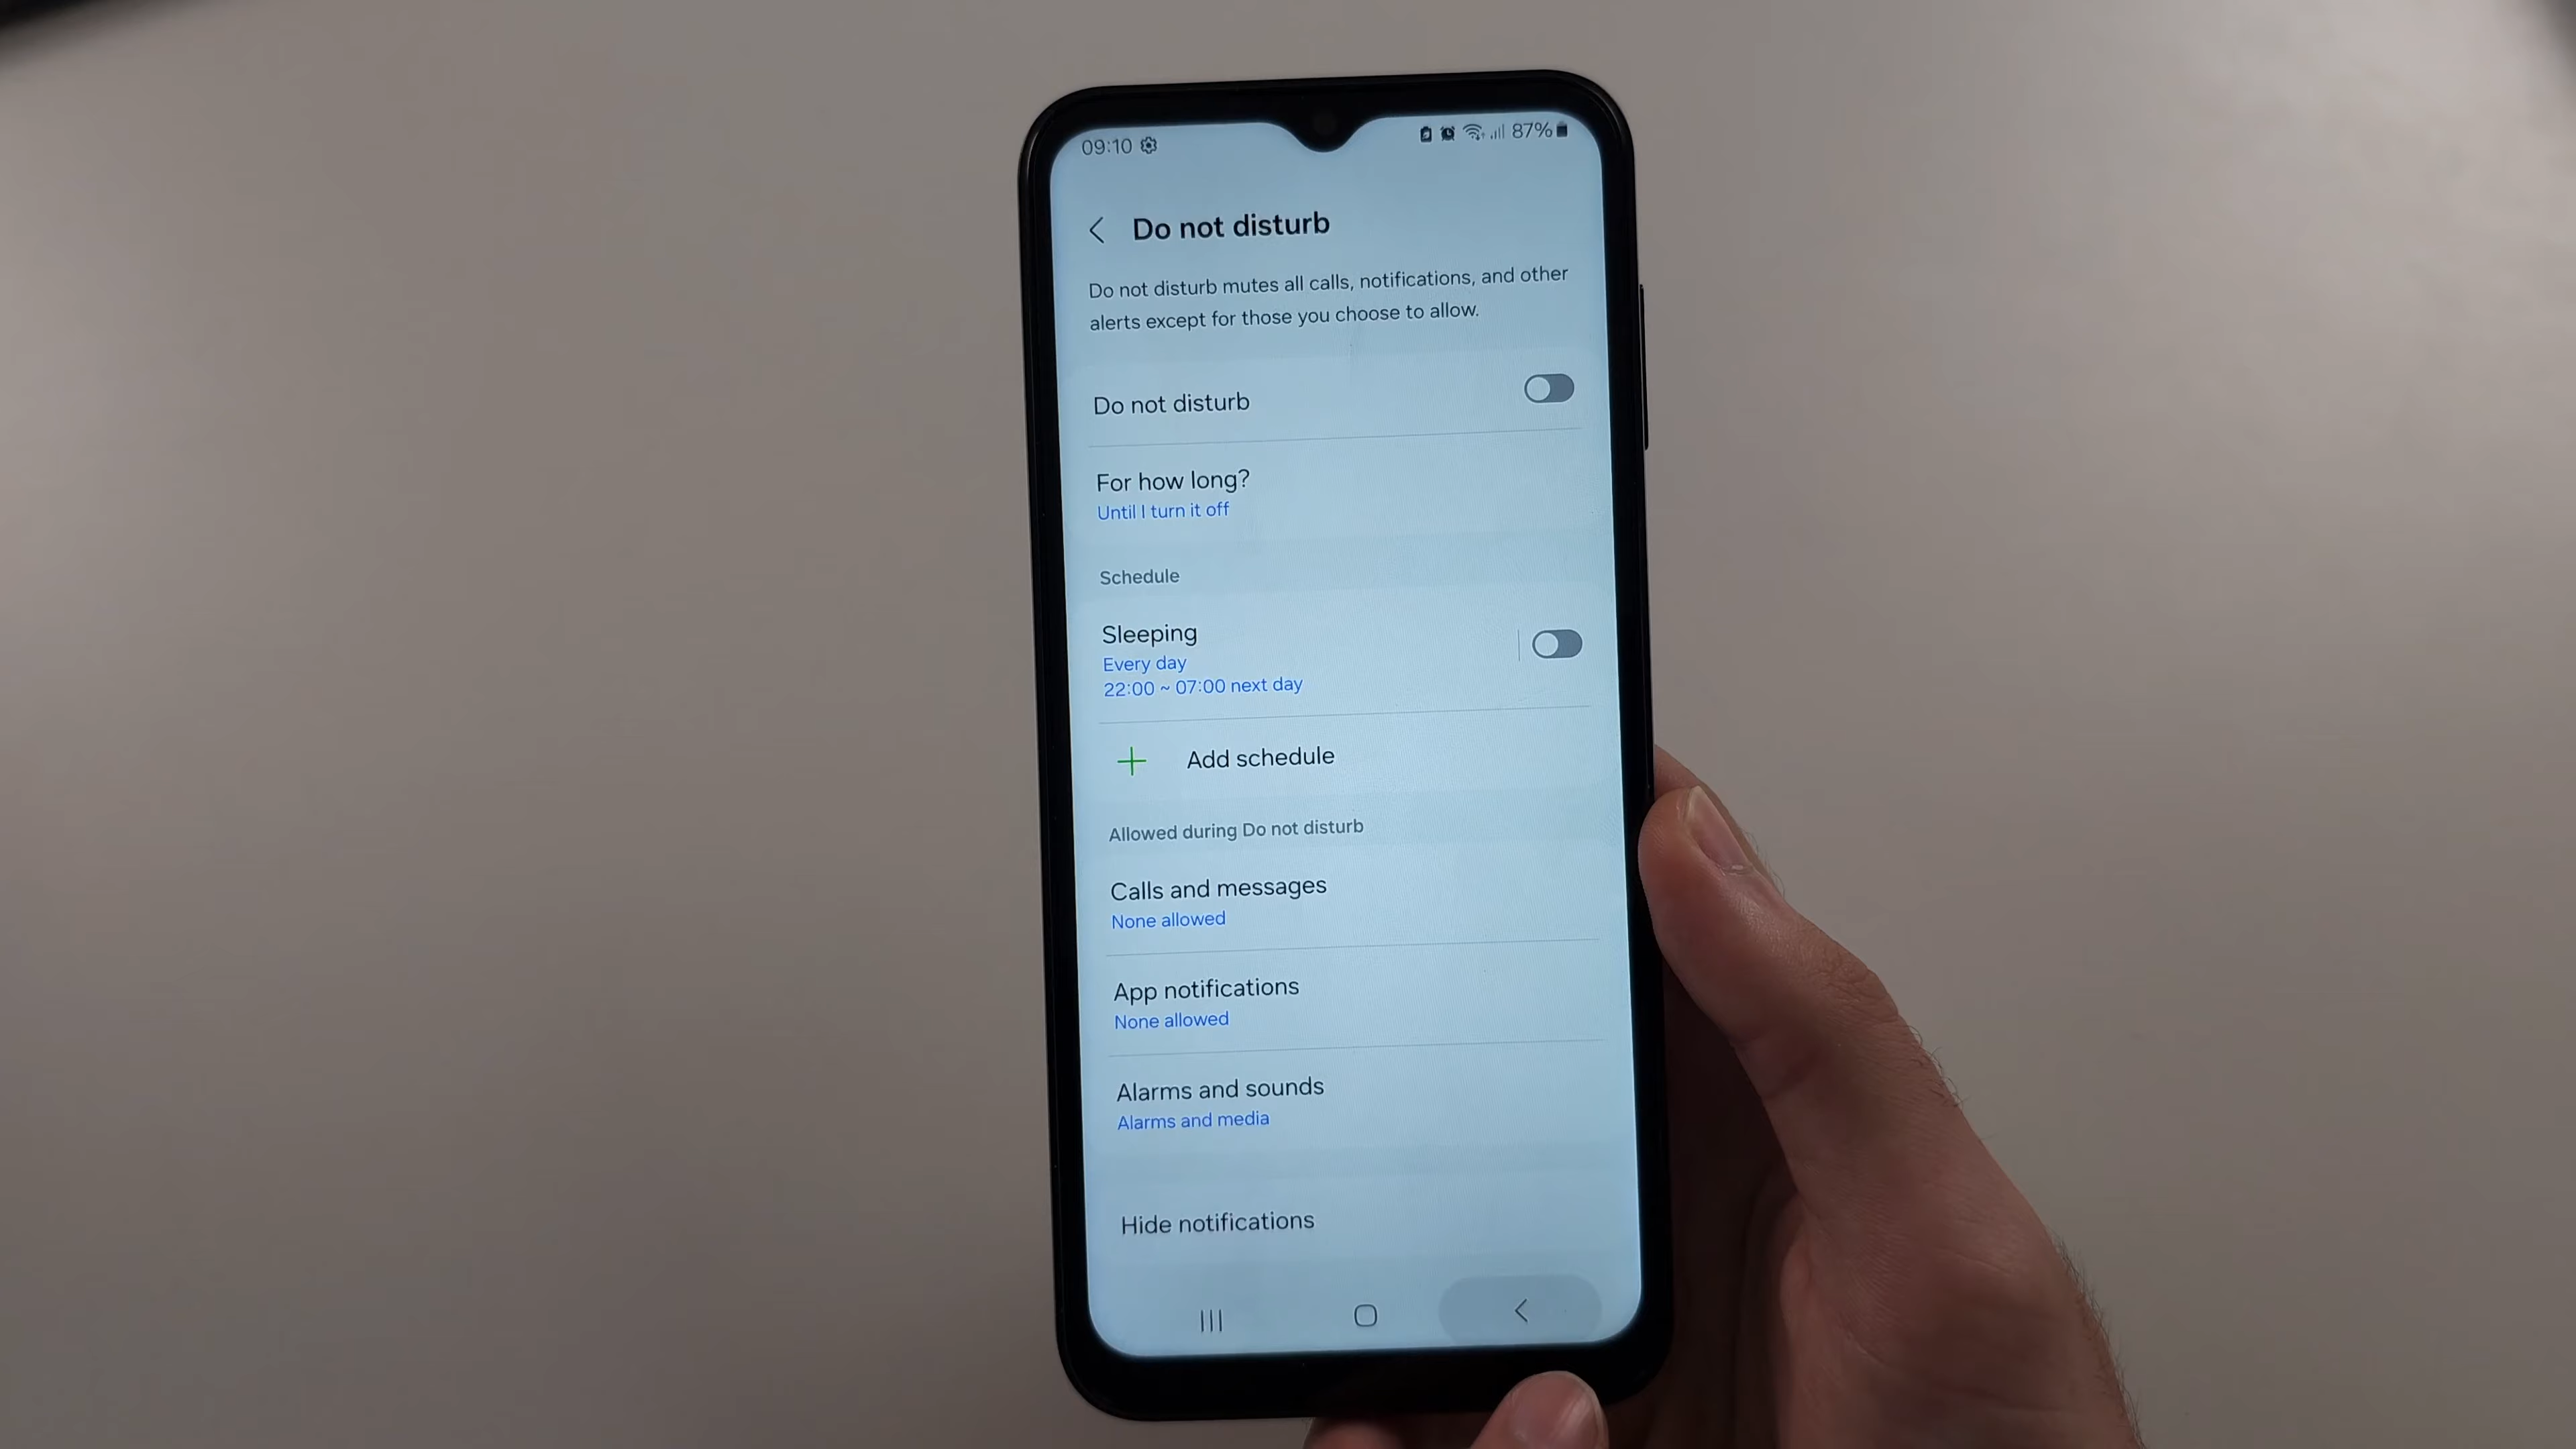 09:10
87%
Do not disturb
Do not disturb mutes all calls, notifications, and other
alerts except for those you choose to allow.
Do not disturb
For how long?
Until I turn it off
Schedule
Sleeping
Every day
22:00 ~ 07:00 next day
Add schedule
Allowed during Do not disturb
Calls and messages
None allowed
App notifications
None allowed
Alarms and sounds
Alarms and media
Hide notifications